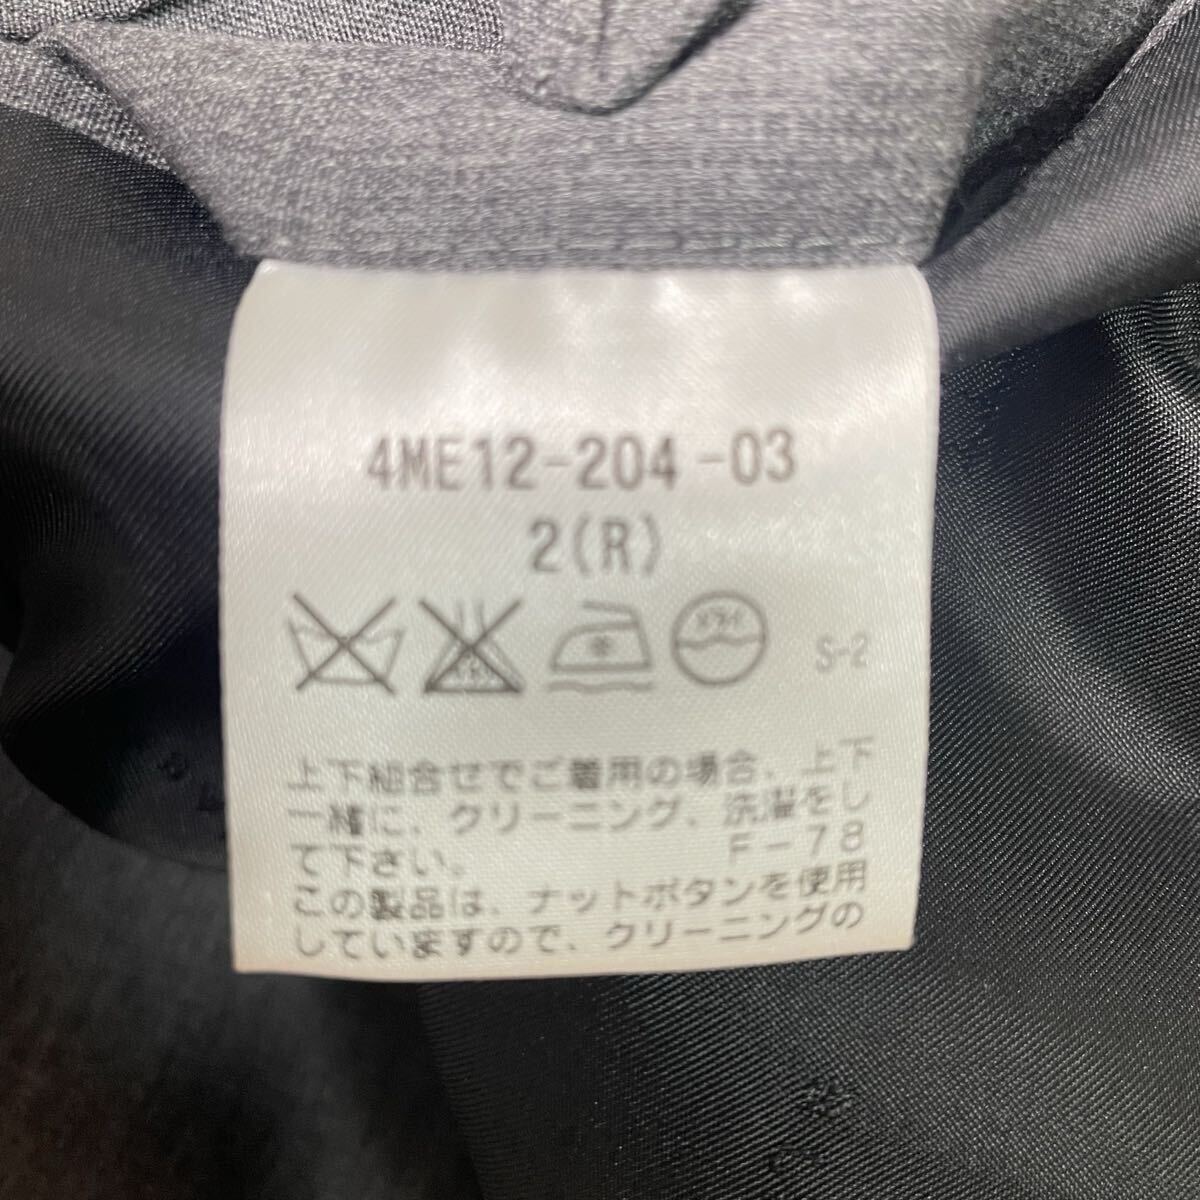 4ME12-204-03
2(R)
ドライ
S-2
上下組合せでご着用の場合、上下
一緒に、クリーニング、洗濯をし
て下さい。 F-78
この製品は、ナットボタンを使用
していますので、クリーニングの